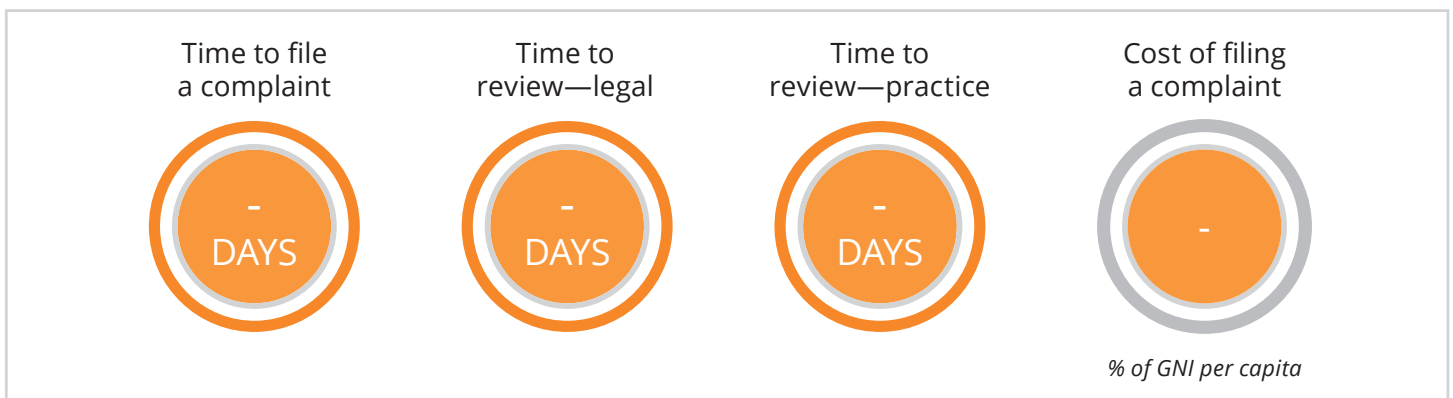 Time to file
a complaint
-
DAYS
Time to
review—legal
-
DAYS
Time to
review—practice
-
DAYS
Cost of filing
a complaint
-
% of GNI per capita